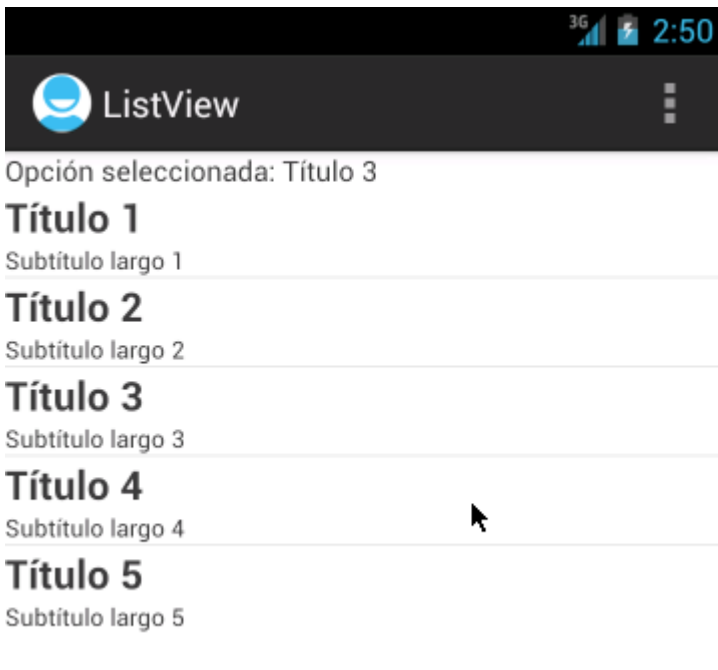 3G 2:50
ListView
Opción seleccionada: Título 3
Título 1
Subtítulo largo 1
Título 2
Subtítulo largo 2
Título 3
Subtítulo largo 3
Título 4
Subtítulo largo 4
Título 5
Subtítulo largo 5